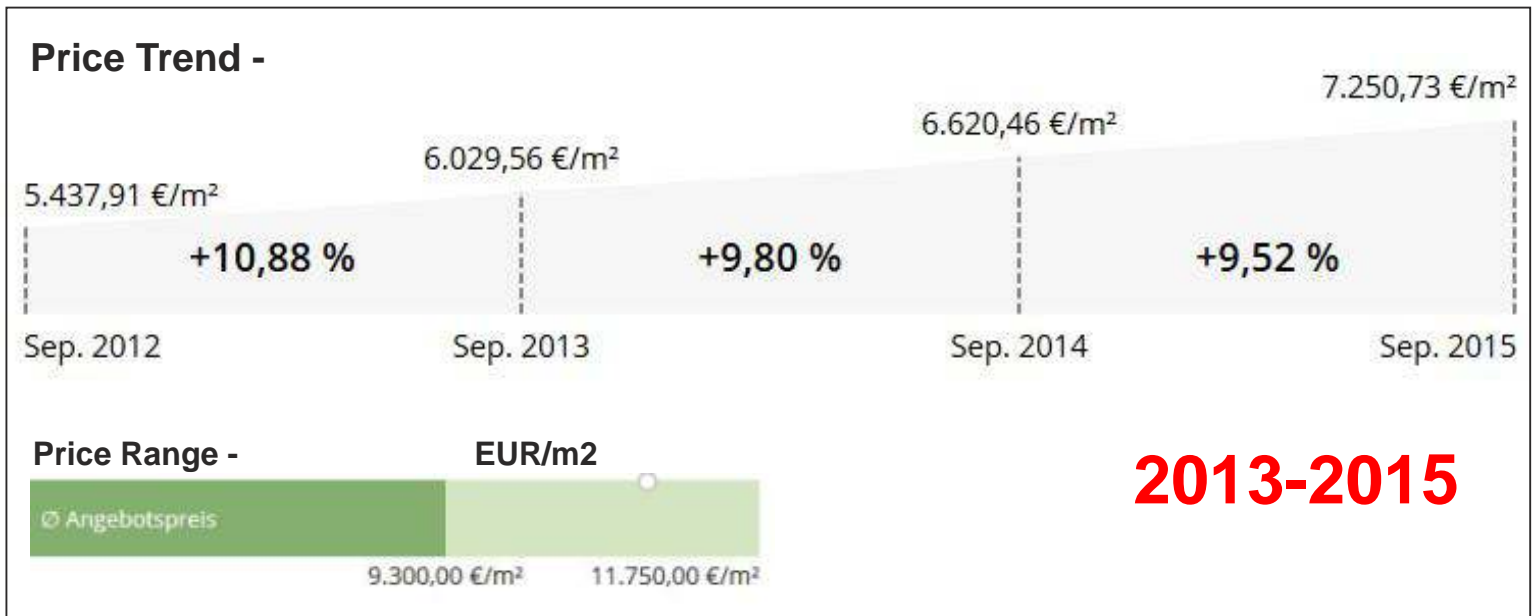 Price Trend -
7.250,73 €/m²
6.620,46 €/m²
6.029,56 €/m²
5.437,91 €/m²
+10,88 %
+9,80 %
+9,52 %
Sep. 2012
Sep. 2013
Sep. 2014
Sep. 2015
Price Range -
EUR/m2
2013-2015
∅ Angebotspreis
9.300,00 €/m²
11.750,00 €/m²